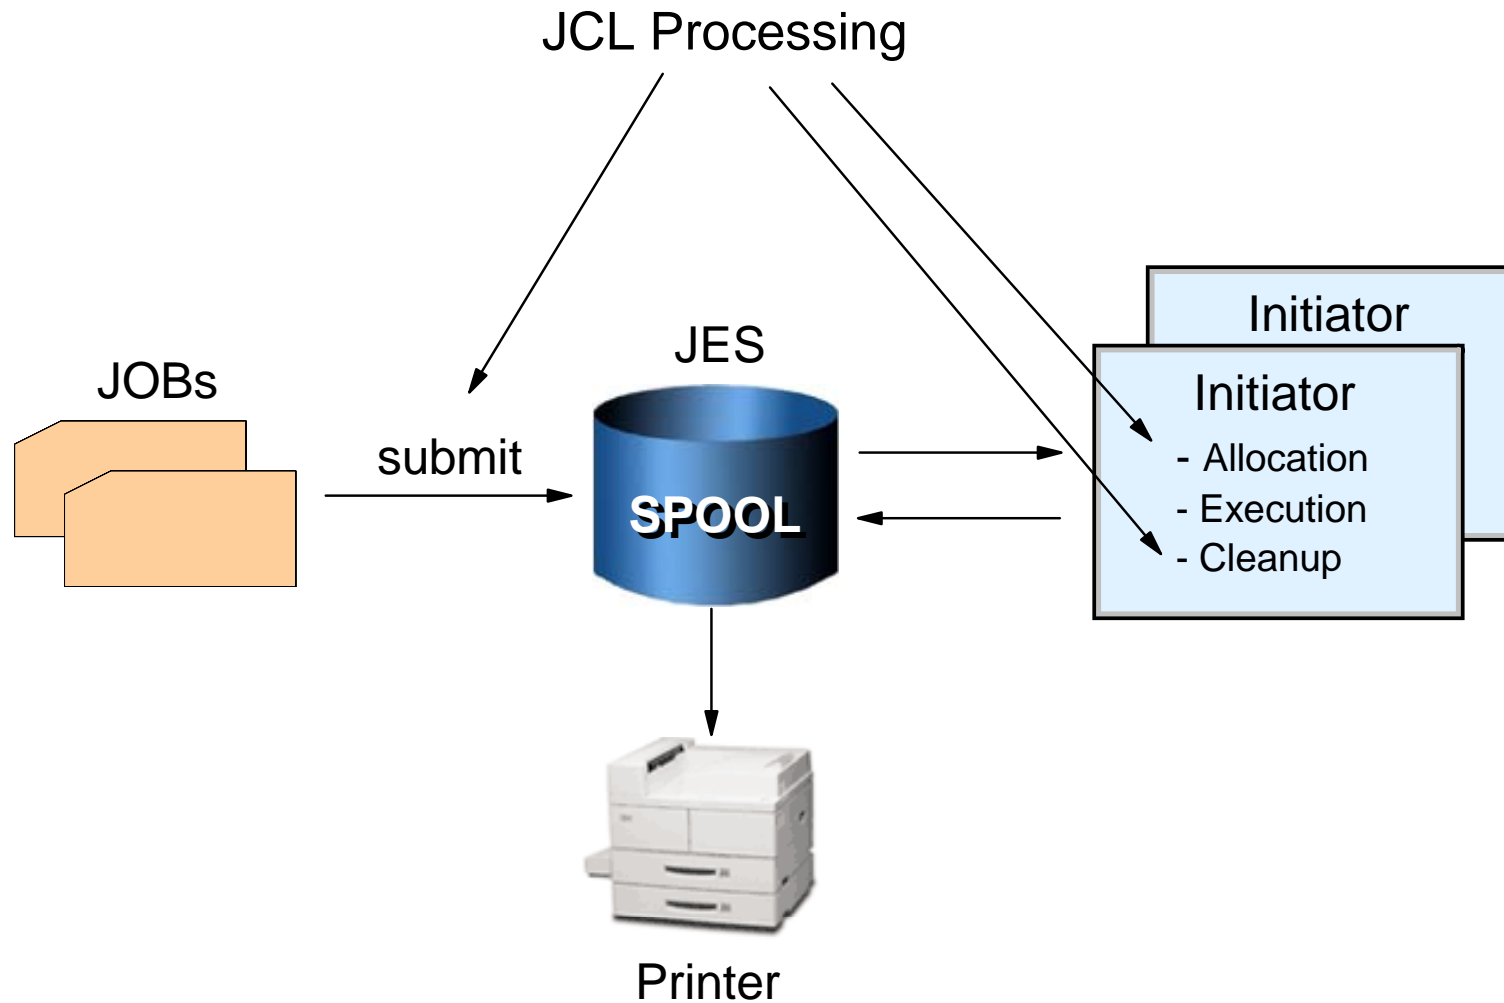 JCL Processing
JOBs
submit
JES
SPOOL
Initiator
Initiator
- Allocation
- Execution
- Cleanup
Printer